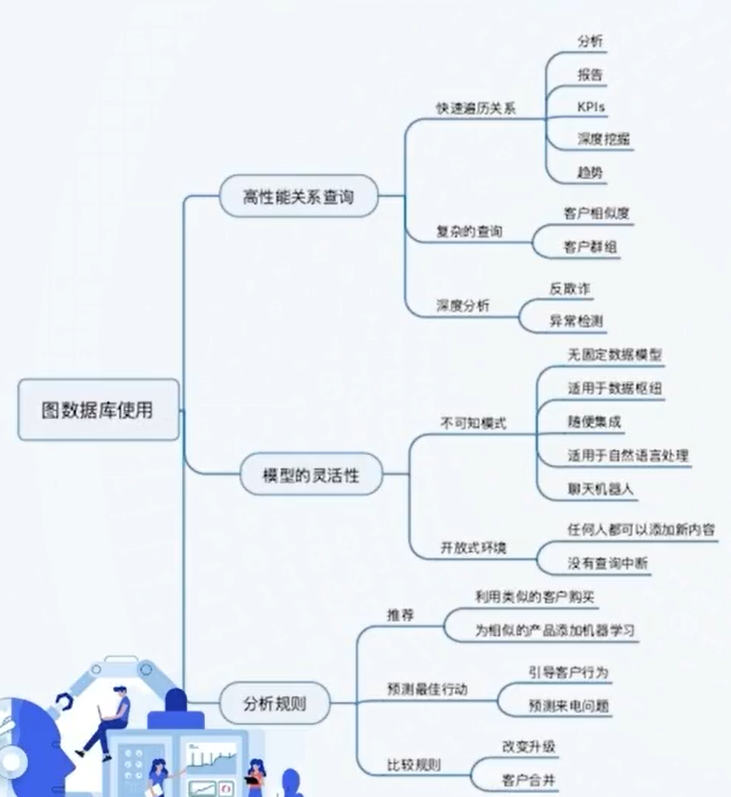 图数据库使用
高性能关系查询
快速遍历关系
分析
报告
KPIs
深度挖掘
趋势
复杂的查询
客户相似度
客户群组
深度分析
反欺诈
异常检测
模型的灵活性
不可知模式
无固定数据模型
适用于数据枢纽
随便集成
适用于自然语言处理
聊天机器人
开放式环境
任何人都可以添加新内容
没有查询中断
分析规则
推荐
利用类似的客户购买
为相似的产品添加机器学习
预测最佳行动
引导客户行为
预测来电问题
比较规则
改变升级
客户合并